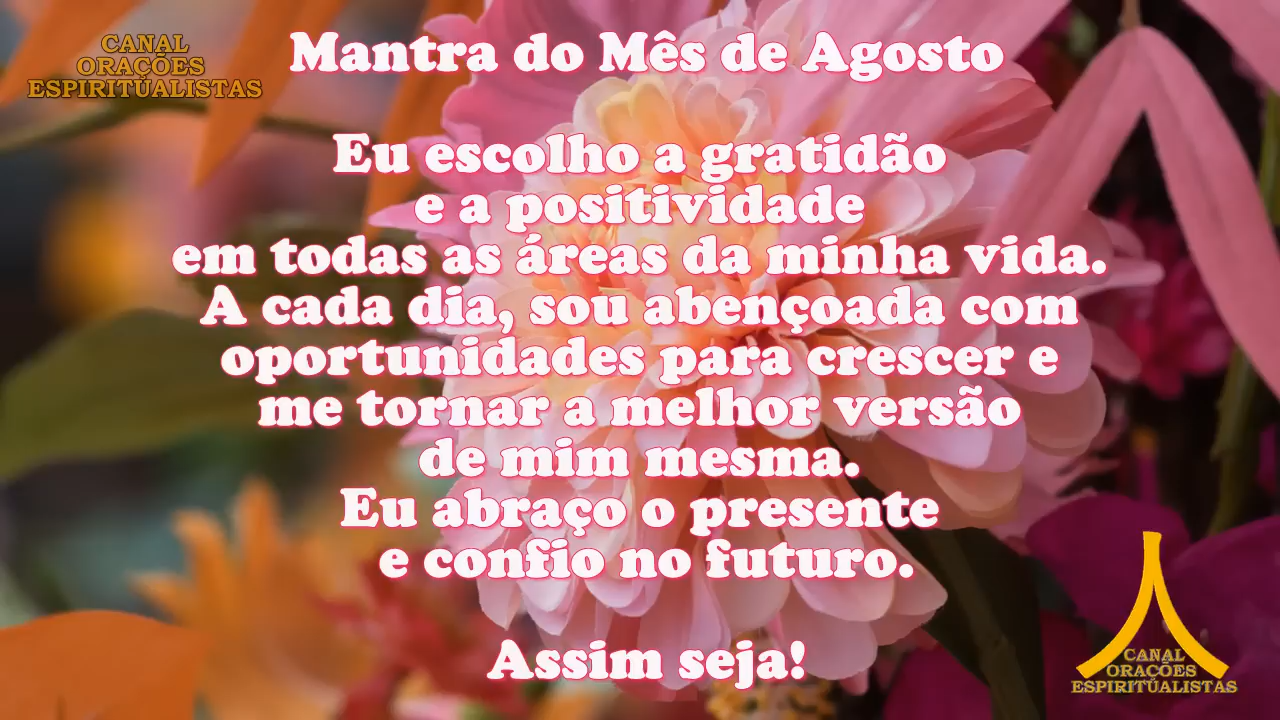 CANAL
ORAÇÕES
ESPIRITUALISTAS
Mantra do Mês de Agosto
Eu escolho a gratidão
e a positividade
em todas as áreas da minha vida.
A cada dia, sou abençoada com
oportunidades para crescer e
me tornar a melhor versão
de mim mesma.
Eu abraço o presente
e confio no futuro.
Assim seja!
CANAL
ORAÇÕES
ESPIRITUALISTAS